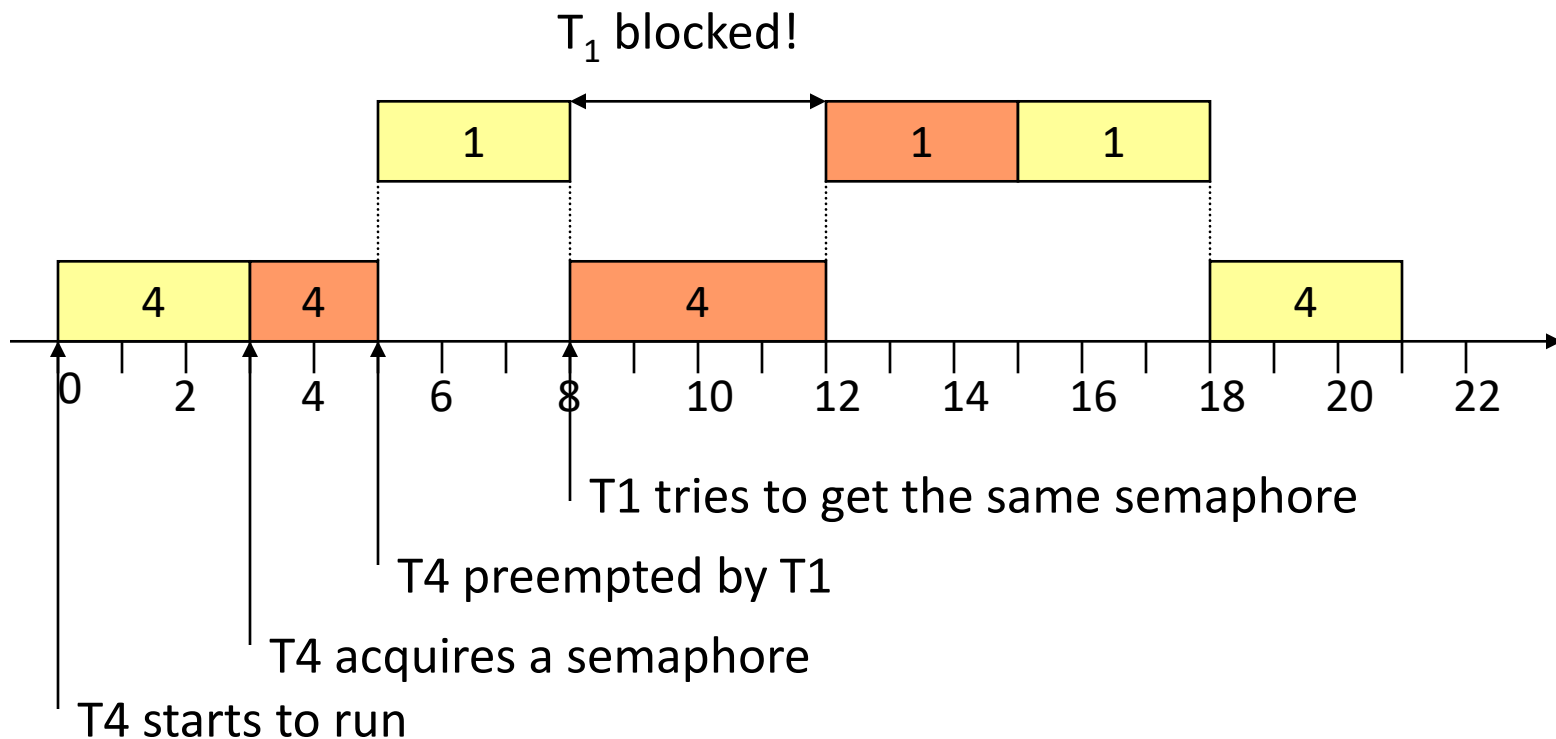 T1 blocked!
1 1 1
4 4 4 4
0 2 4 6 8 10 12 14 16 18 20 22
T1 tries to get the same semaphore
T4 preempted by T1
T4 acquires a semaphore
T4 starts to run